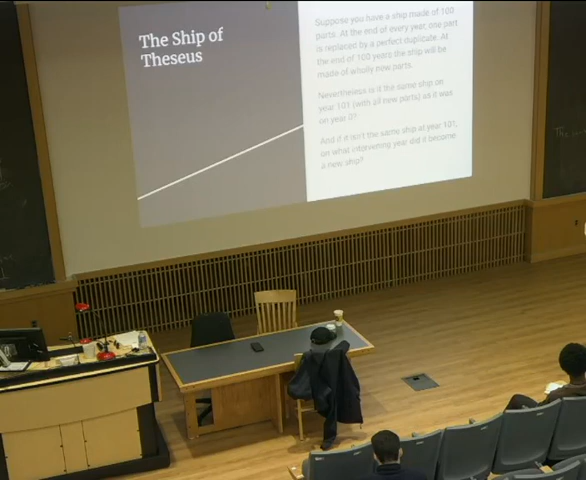 The Ship of
Theseus
Suppose you have a ship made of 100
parts. At the end of every year, one part
is replaced by a perfect duplicate. At
the end of 100 years the ship will be
made of wholly new parts.
Nevertheless is it the same ship on
year 101 (with all new ports) as it was
on year 0?
And if it isn't the same ship at year 101,
on what intervening year did it become
a new ship?